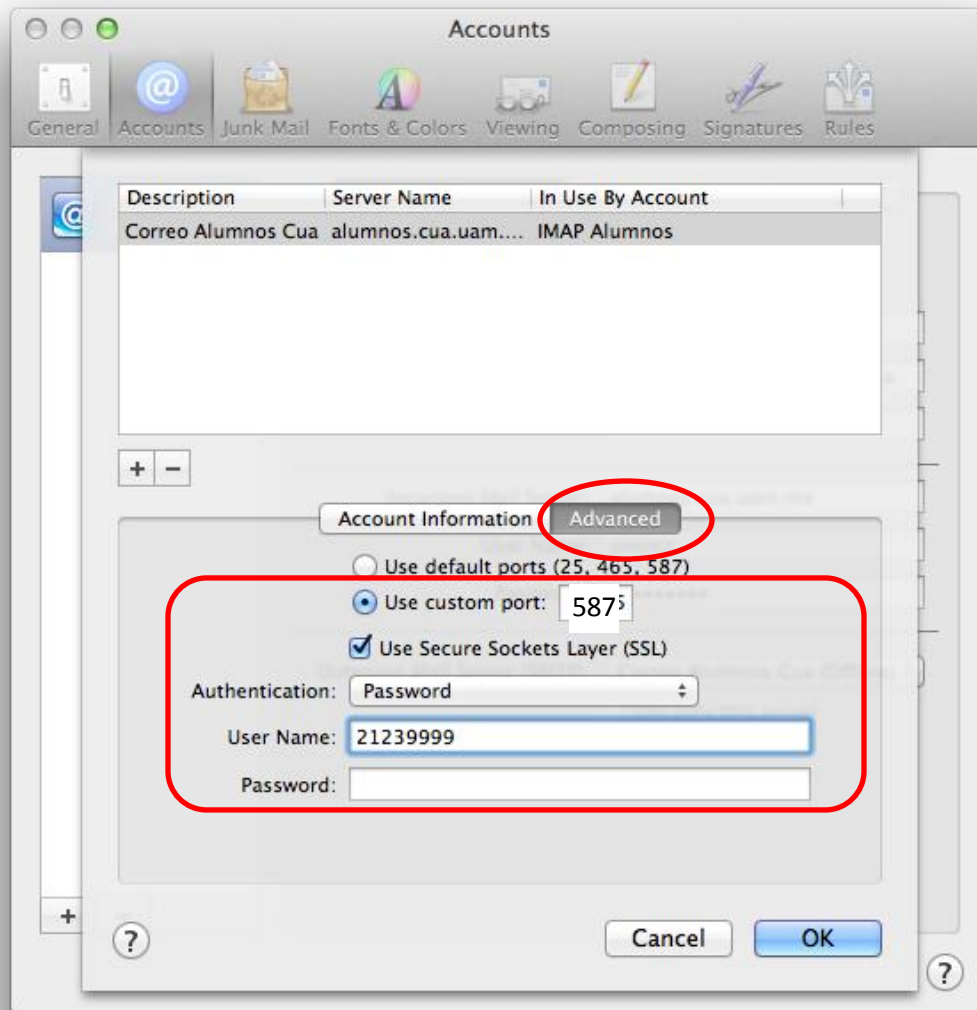 Accounts
General Accounts Junk Mail Fonts & Colors Viewing Composing Signatures Rules
Description Server Name In Use By Account
Correo Alumnos Cua alumnos.cua.uam.... IMAP Alumnos
+ −
Account Information Advanced
Use default ports (25, 465, 587)
Use custom port: 587
Use Secure Sockets Layer (SSL)
Authentication: Password
User Name: 21239999
Password:
+
? Cancel OK
?